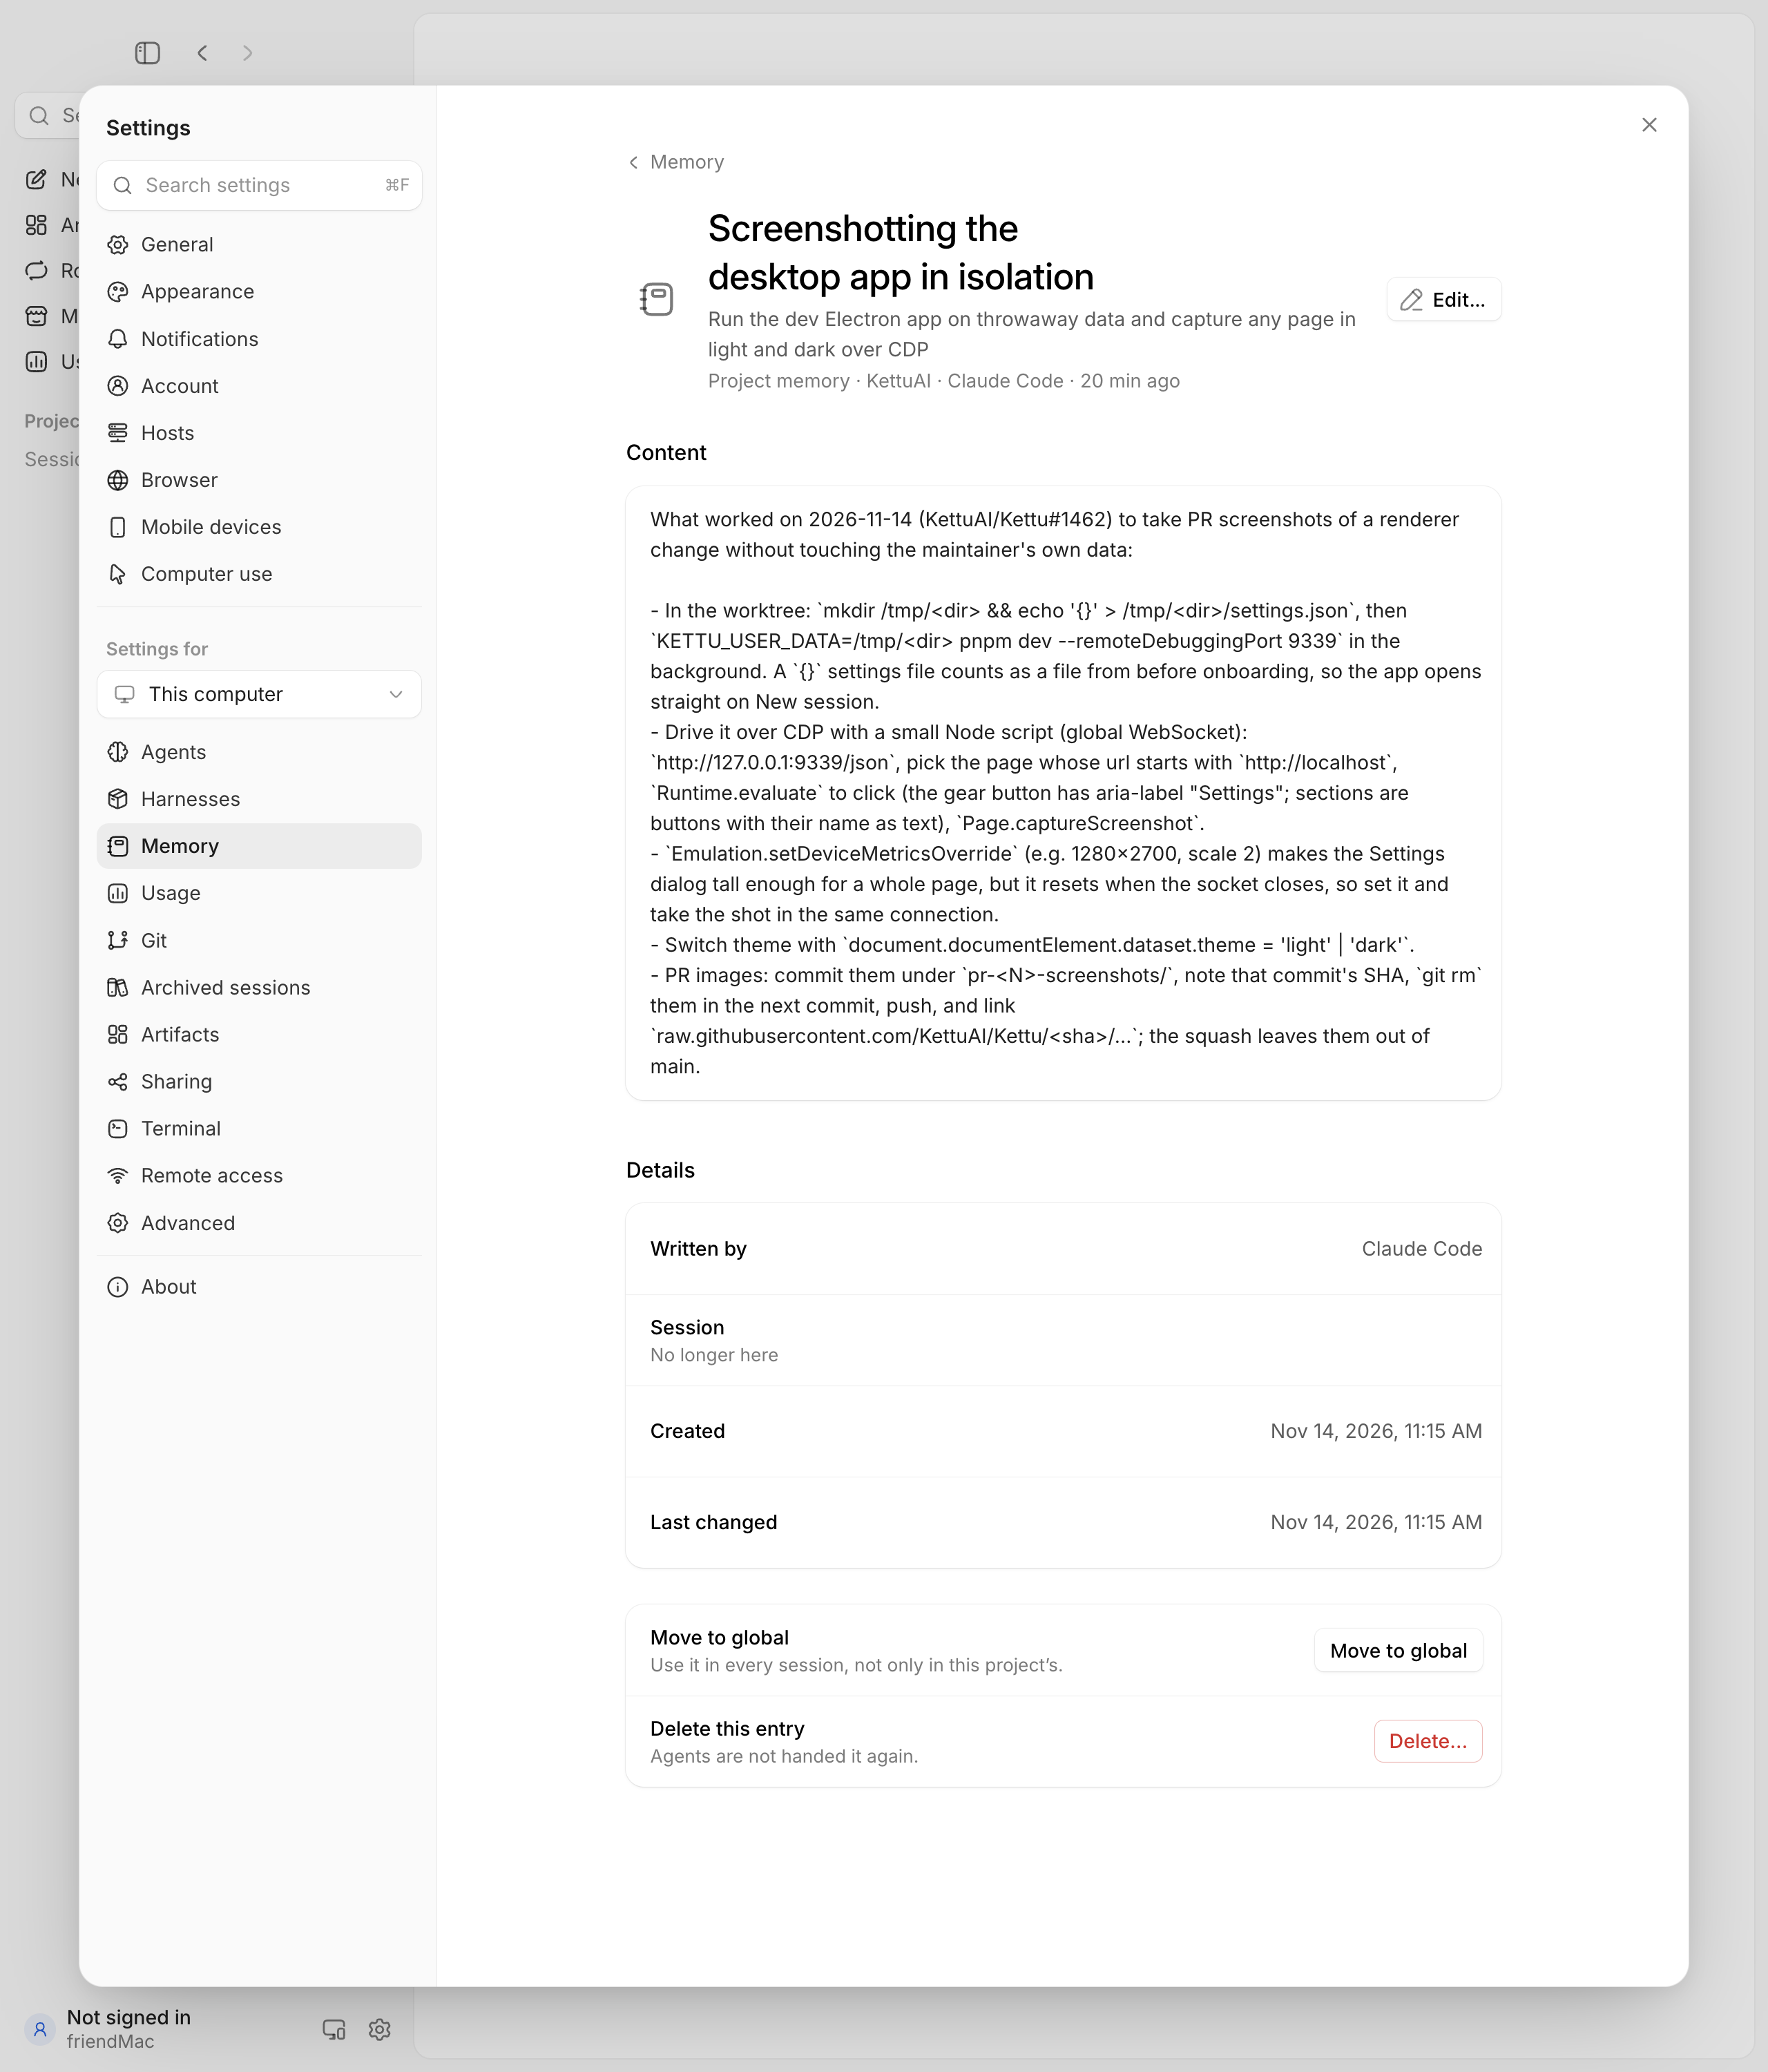 Settings
Search settings ⌘F
General
Appearance
Notifications
Account
Hosts
Browser
Mobile devices
Computer use
Settings for
This computer
Agents
Harnesses
Memory
Usage
Git
Archived sessions
Artifacts
Sharing
Terminal
Remote access
Advanced
About
Not signed in
friendMac
Memory
Screenshotting the
desktop app in isolation
Run the dev Electron app on throwaway data and capture any page in
light and dark over CDP
Project memory · KettuAI · Claude Code · 20 min ago
Edit...
Content
What worked on 2026-11-14 (KettuAI/Kettu#1462) to take PR screenshots of a renderer
change without touching the maintainer's own data:
- In the worktree: `mkdir /tmp/<dir> && echo '{}' > /tmp/<dir>/settings.json`, then
`KETTU_USER_DATA=/tmp/<dir> pnpm dev --remoteDebuggingPort 9339` in the
background. A `{}` settings file counts as a file from before onboarding, so the app opens
straight on New session.
- Drive it over CDP with a small Node script (global WebSocket):
`http://127.0.0.1:9339/json`, pick the page whose url starts with `http://localhost`,
`Runtime.evaluate` to click (the gear button has aria-label "Settings"; sections are
buttons with their name as text), `Page.captureScreenshot`.
- `Emulation.setDeviceMetricsOverride` (e.g. 1280×2700, scale 2) makes the Settings
dialog tall enough for a whole page, but it resets when the socket closes, so set it and
take the shot in the same connection.
- Switch theme with `document.documentElement.dataset.theme = 'light' | 'dark'`.
- PR images: commit them under `pr-<N>-screenshots/`, note that commit's SHA, `git rm`
them in the next commit, push, and link
`raw.githubusercontent.com/KettuAI/Kettu/<sha>/...`; the squash leaves them out of
main.
Details
Written by Claude Code
Session
No longer here
Created Nov 14, 2026, 11:15 AM
Last changed Nov 14, 2026, 11:15 AM
Move to global
Use it in every session, not only in this project's.
Move to global
Delete this entry
Agents are not handed it again.
Delete...